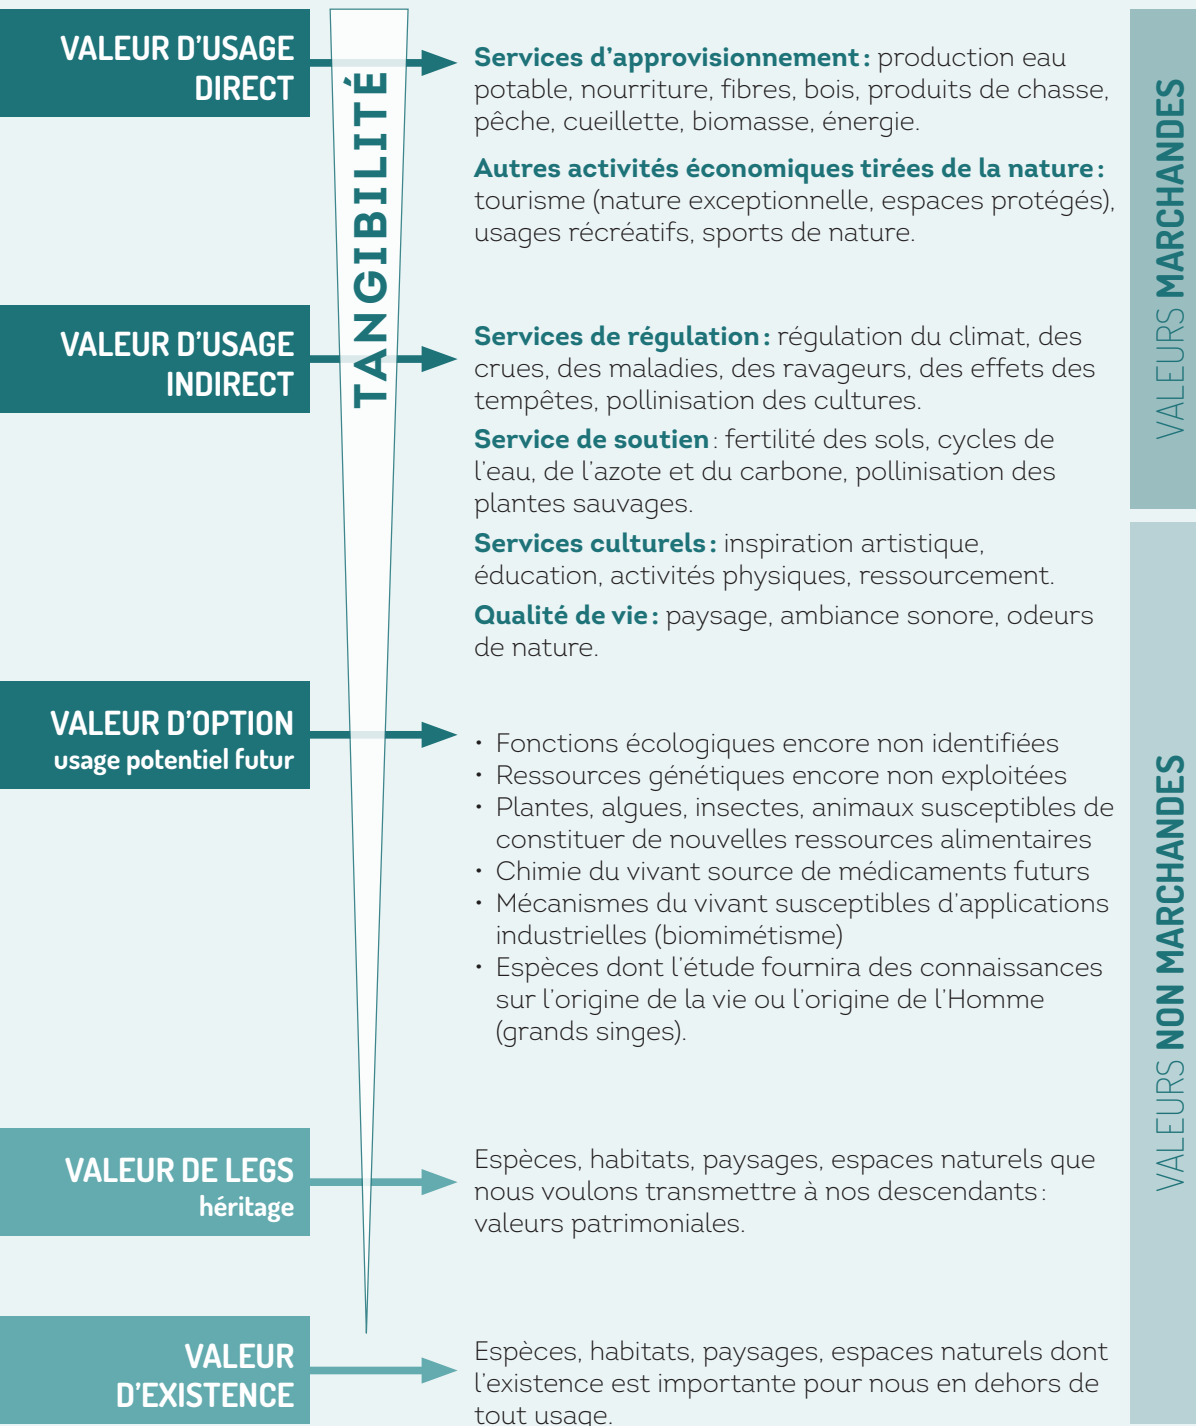 VALEUR D'USAGE
DIRECT
TANGIBILITÉ
Services d'approvisionnement : production eau
potable, nourriture, fibres, bois, produits de chasse,
pêche, cueillette, biomasse, énergie.
Autres activités économiques tirées de la nature :
tourisme (nature exceptionnelle, espaces protégés),
usages récréatifs, sports de nature.
VALEURS MARCHANDES
VALEUR D'USAGE
INDIRECT
Services de régulation : régulation du climat, des
crues, des maladies, des ravageurs, des effets des
tempêtes, pollinisation des cultures.
Service de soutien : fertilité des sols, cycles de
l'eau, de l'azote et du carbone, pollinisation des
plantes sauvages.
Services culturels : inspiration artistique,
éducation, activités physiques, ressourcement.
Qualité de vie : paysage, ambiance sonore, odeurs
de nature.
VALEUR D'OPTION
usage potentiel futur
• Fonctions écologiques encore non identifiées
• Ressources génétiques encore non exploitées
• Plantes, algues, insectes, animaux susceptibles de
constituer de nouvelles ressources alimentaires
• Chimie du vivant source de médicaments futurs
• Mécanismes du vivant susceptibles d'applications
industrielles (biomimétisme)
• Espèces dont l'étude fournira des connaissances
sur l'origine de la vie ou l'origine de l'Homme
(grands singes).
VALEURS NON MARCHANDES
VALEUR DE LEGS
héritage
Espèces, habitats, paysages, espaces naturels que
nous voulons transmettre à nos descendants :
valeurs patrimoniales.
VALEUR
D'EXISTENCE
Espèces, habitats, paysages, espaces naturels dont
l'existence est importante pour nous en dehors de
tout usage.